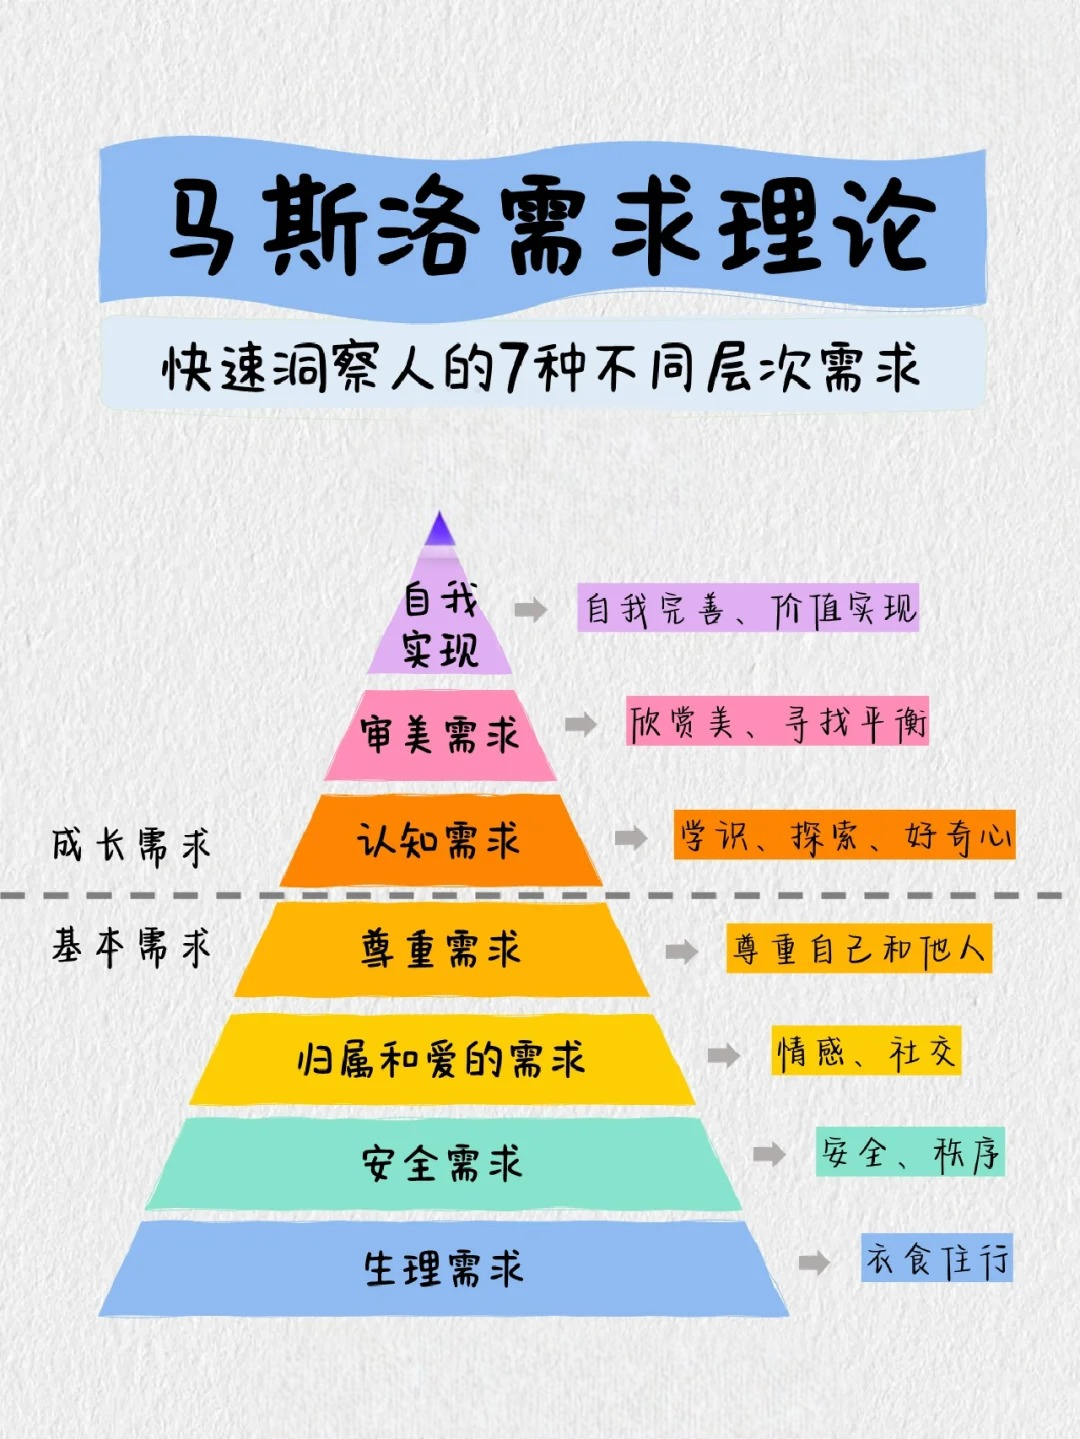 马斯洛需求理论
快速洞察人的7种不同层次需求
自我
实现
自我完善、价值实现
审美需求
欣赏美、寻找平衡
成长需求
认知需求
学识、探索、好奇心
基本需求
尊重需求
尊重自己和他人
归属和爱的需求
情感、社交
安全需求
安全、秩序
生理需求
衣食住行